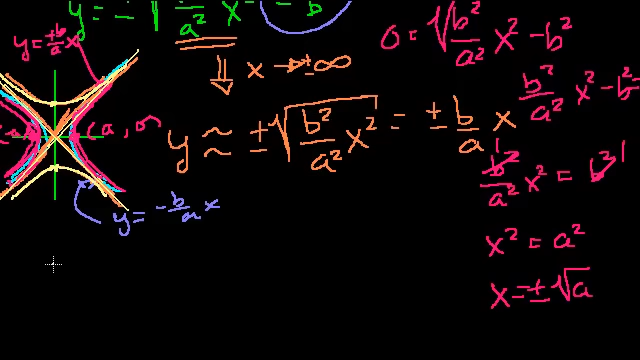 y = ± √ b²/a² x² - b²
y = ±b/a x
⇓ x → ±∞
y ≈ ± √ b²/a² x² = ± b/a x
(a, 0)
y = -b/a x
0 = √ b²/a² x² - b²
b²/a² x² - b²
b²/a² x² = b² 1
x² = a²
x = ± √a